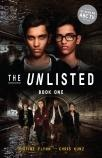 THE
UNLISTED
BOOK ONE
JUSTINE FLYNN CHRIS KUNZ